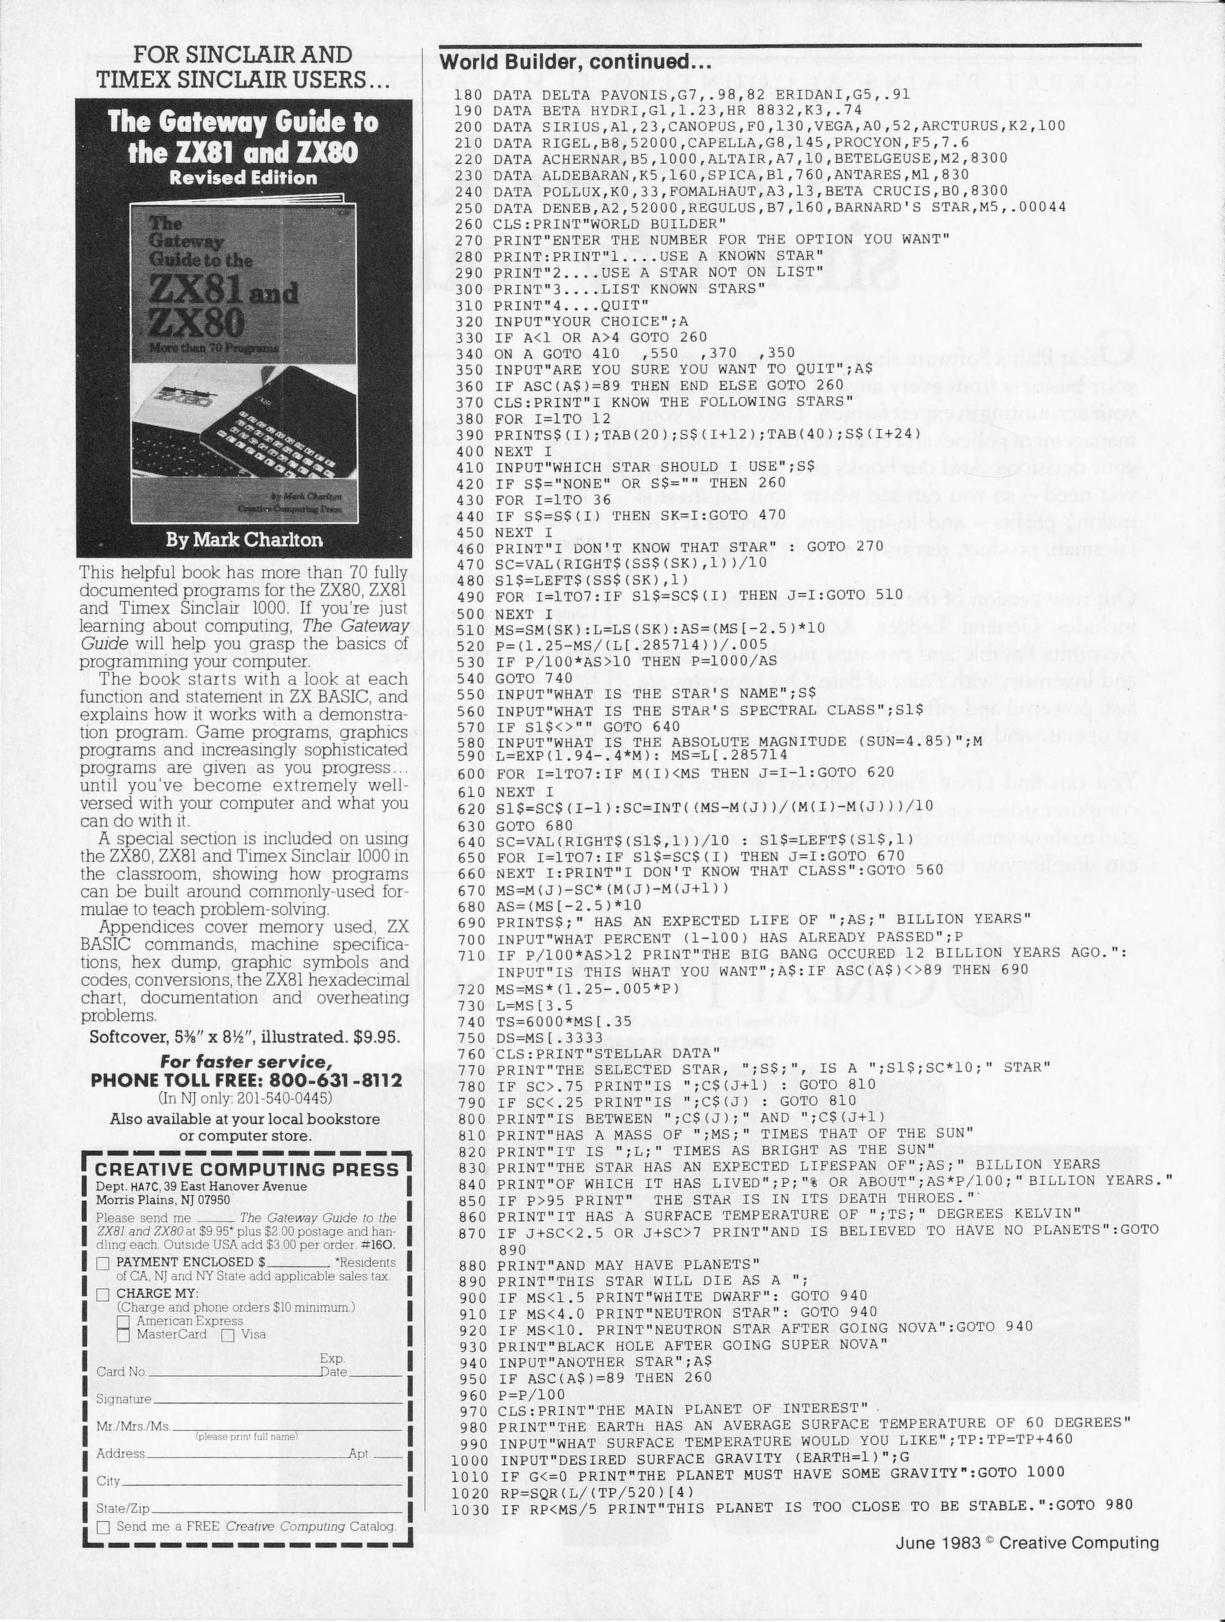 FOR SINCLAIR AND
TIMEX SINCLAIR USERS...
The Gateway Guide to
the ZX81 and ZX80
Revised Edition
The
Gateway
Guide to the
ZX81 and
ZX80
More than 70 Programs
by Mark Charlton
Creative Computing Press
By Mark Charlton
This helpful book has more than 70 fully
documented programs for the ZX80, ZX81
and Timex Sinclair 1000. If you're just
learning about computing, The Gateway
Guide will help you grasp the basics of
programming your computer.
The book starts with a look at each
function and statement in ZX BASIC, and
explains how it works with a demonstra-
tion program. Game programs, graphics
programs and increasingly sophisticated
programs are given as you progress...
until you've become extremely well-
versed with your computer and what you
can do with it.
A special section is included on using
the ZX80, ZX81 and Timex Sinclair 1000 in
the classroom, showing how programs
can be built around commonly-used for-
mulae to teach problem-solving.
Appendices cover memory used, ZX
BASIC commands, machine specifica-
tions, hex dump, graphic symbols and
codes, conversions, the ZX81 hexadecimal
chart, documentation and overheating
problems.
Softcover, 5⅜" x 8½", illustrated. $9.95.
For faster service,
PHONE TOLL FREE: 800-631-8112
(In NJ only: 201-540-0445)
Also available at your local bookstore
or computer store.
CREATIVE COMPUTING PRESS
Dept. HA7C, 39 East Hanover Avenue
Morris Plains, NJ 07950
Please send me ______ The Gateway Guide to the
ZX81 and ZX80 at $9.95* plus $2.00 postage and han-
dling each. Outside USA add $3.00 per order. #16O.
PAYMENT ENCLOSED $________ *Residents
of CA, NJ and NY State add applicable sales tax.
CHARGE MY:
(Charge and phone orders $10 minimum.)
American Express
MasterCard Visa
Card No. Exp. Date
Signature
Mr./Mrs./Ms.
(please print full name)
Address Apt.
City
State/Zip
Send me a FREE Creative Computing Catalog.
World Builder, continued...
180 DATA DELTA PAVONIS,G7,.98,82 ERIDANI,G5,.91
190 DATA BETA HYDRI,G1,1.23,HR 8832,K3,.74
200 DATA SIRIUS,A1,23,CANOPUS,F0,130,VEGA,A0,52,ARCTURUS,K2,100
210 DATA RIGEL,B8,52000,CAPELLA,G8,145,PROCYON,F5,7.6
220 DATA ACHERNAR,B5,1000,ALTAIR,A7,10,BETELGEUSE,M2,8300
230 DATA ALDEBARAN,K5,160,SPICA,B1,760,ANTARES,M1,830
240 DATA POLLUX,K0,33,FOMALHAUT,A3,13,BETA CRUCIS,B0,8300
250 DATA DENEB,A2,52000,REGULUS,B7,160,BARNARD'S STAR,M5,.00044
260 CLS:PRINT"WORLD BUILDER"
270 PRINT"ENTER THE NUMBER FOR THE OPTION YOU WANT"
280 PRINT:PRINT"1....USE A KNOWN STAR"
290 PRINT"2....USE A STAR NOT ON LIST"
300 PRINT"3....LIST KNOWN STARS"
310 PRINT"4....QUIT"
320 INPUT"YOUR CHOICE";A
330 IF A<1 OR A>4 GOTO 260
340 ON A GOTO 410 ,550 ,370 ,350
350 INPUT"ARE YOU SURE YOU WANT TO QUIT";A$
360 IF ASC(A$)=89 THEN END ELSE GOTO 260
370 CLS:PRINT"I KNOW THE FOLLOWING STARS"
380 FOR I=1TO 12
390 PRINTS$(I);TAB(20);S$(I+12);TAB(40);S$(I+24)
400 NEXT I
410 INPUT"WHICH STAR SHOULD I USE";S$
420 IF S$="NONE" OR S$="" THEN 260
430 FOR I=1TO 36
440 IF S$=S$(I) THEN SK=I:GOTO 470
450 NEXT I
460 PRINT"I DON'T KNOW THAT STAR" : GOTO 270
470 SC=VAL(RIGHT$(SS$(SK),1))/10
480 S1$=LEFT$(SS$(SK),1)
490 FOR I=1TO7:IF S1$=SC$(I) THEN J=I:GOTO 510
500 NEXT I
510 MS=SM(SK):L=LS(SK):AS=(MS[-2.5)*10
520 P=(1.25-MS/(L[.285714))/.005
530 IF P/100*AS>10 THEN P=1000/AS
540 GOTO 740
550 INPUT"WHAT IS THE STAR'S NAME";S$
560 INPUT"WHAT IS THE STAR'S SPECTRAL CLASS";S1$
570 IF S1$<>"" GOTO 640
580 INPUT"WHAT IS THE ABSOLUTE MAGNITUDE (SUN=4.85)";M
590 L=EXP(1.94-.4*M): MS=L[.285714
600 FOR I=1TO7:IF M(I)<MS THEN J=I-1:GOTO 620
610 NEXT I
620 S1$=SC$(I-1):SC=INT((MS-M(J))/(M(I)-M(J)))/10
630 GOTO 680
640 SC=VAL(RIGHT$(S1$,1))/10 : S1$=LEFT$(S1$,1)
650 FOR I=1TO7:IF S1$=SC$(I) THEN J=I:GOTO 670
660 NEXT I:PRINT"I DON'T KNOW THAT CLASS":GOTO 560
670 MS=M(J)-SC*(M(J)-M(J+1))
680 AS=(MS[-2.5)*10
690 PRINTS$;" HAS AN EXPECTED LIFE OF ";AS;" BILLION YEARS"
700 INPUT"WHAT PERCENT (1-100) HAS ALREADY PASSED";P
710 IF P/100*AS>12 PRINT"THE BIG BANG OCCURED 12 BILLION YEARS AGO.":
INPUT"IS THIS WHAT YOU WANT";A$:IF ASC(A$)<>89 THEN 690
720 MS=MS*(1.25-.005*P)
730 L=MS[3.5
740 TS=6000*MS[.35
750 DS=MS[.3333
760 CLS:PRINT"STELLAR DATA"
770 PRINT"THE SELECTED STAR, ";S$;", IS A ";S1$;SC*10;" STAR"
780 IF SC>.75 PRINT"IS ";C$(J+1) : GOTO 810
790 IF SC<.25 PRINT"IS ";C$(J) : GOTO 810
800 PRINT"IS BETWEEN ";C$(J);" AND ";C$(J+1)
810 PRINT"HAS A MASS OF ";MS;" TIMES THAT OF THE SUN"
820 PRINT"IT IS ";L;" TIMES AS BRIGHT AS THE SUN"
830 PRINT"THE STAR HAS AN EXPECTED LIFESPAN OF";AS;" BILLION YEARS
840 PRINT"OF WHICH IT HAS LIVED";P;"% OR ABOUT";AS*P/100;" BILLION YEARS."
850 IF P>95 PRINT" THE STAR IS IN ITS DEATH THROES."
860 PRINT"IT HAS A SURFACE TEMPERATURE OF ";TS;" DEGREES KELVIN"
870 IF J+SC<2.5 OR J+SC>7 PRINT"AND IS BELIEVED TO HAVE NO PLANETS":GOTO
890
880 PRINT"AND MAY HAVE PLANETS"
890 PRINT"THIS STAR WILL DIE AS A ";
900 IF MS<1.5 PRINT"WHITE DWARF": GOTO 940
910 IF MS<4.0 PRINT"NEUTRON STAR": GOTO 940
920 IF MS<10. PRINT"NEUTRON STAR AFTER GOING NOVA":GOTO 940
930 PRINT"BLACK HOLE AFTER GOING SUPER NOVA"
940 INPUT"ANOTHER STAR";A$
950 IF ASC(A$)=89 THEN 260
960 P=P/100
970 CLS:PRINT"THE MAIN PLANET OF INTEREST"
980 PRINT"THE EARTH HAS AN AVERAGE SURFACE TEMPERATURE OF 60 DEGREES"
990 INPUT"WHAT SURFACE TEMPERATURE WOULD YOU LIKE";TP:TP=TP+460
1000 INPUT"DESIRED SURFACE GRAVITY (EARTH=1)";G
1010 IF G<=0 PRINT"THE PLANET MUST HAVE SOME GRAVITY":GOTO 1000
1020 RP=SQR(L/(TP/520)[4)
1030 IF RP<MS/5 PRINT"THIS PLANET IS TOO CLOSE TO BE STABLE.":GOTO 980
June 1983 © Creative Computing